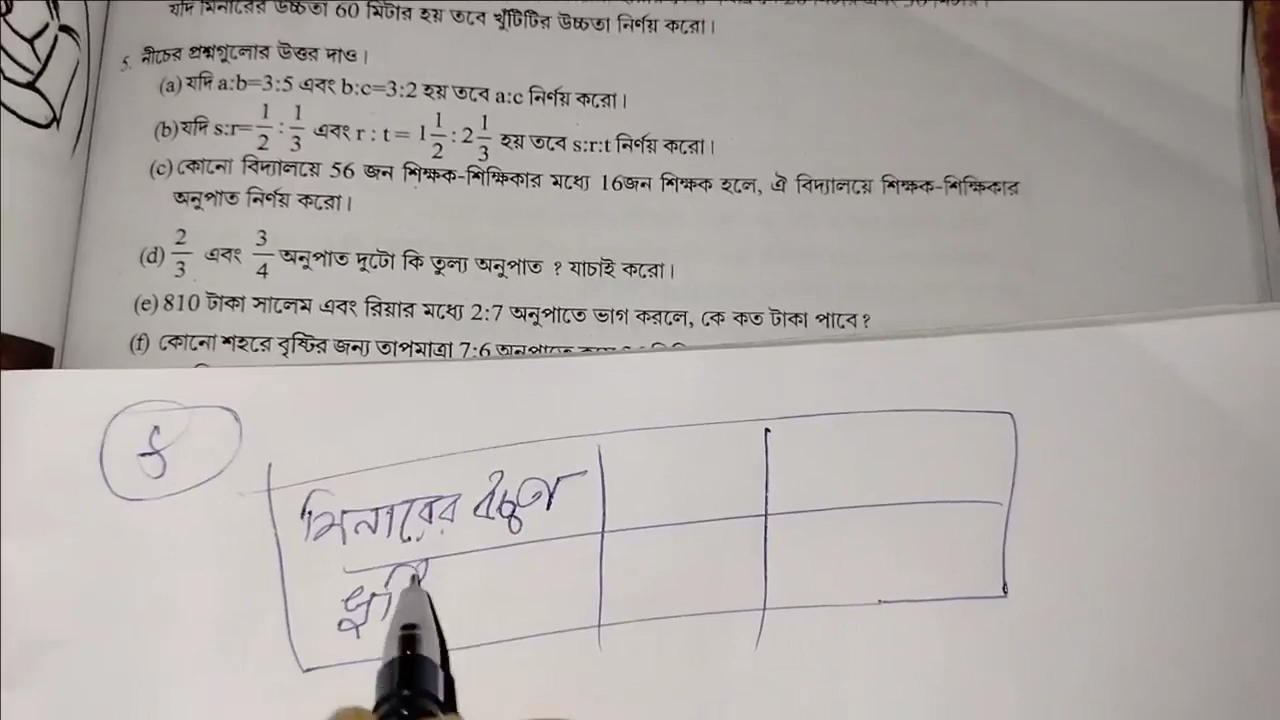 যদি মিনারের উচ্চতা 60 মিটার হয় তবে খুঁটিটির উচ্চতা নির্ণয় করো।
5. নীচের প্রশ্নগুলোর উত্তর দাও।
(a) যদি a:b=3:5 এবং b:c=3:2 হয় তবে a:c নির্ণয় করো।
(b) যদি s:r=1/2 : 1/3 এবং r : t = 1 1/2 : 2 1/3 হয় তবে s:r:t নির্ণয় করো।
(c) কোনো বিদ্যালয়ে 56 জন শিক্ষক-শিক্ষিকার মধ্যে 16জন শিক্ষক হলে, ঐ বিদ্যালয়ে শিক্ষক-শিক্ষিকার
অনুপাত নির্ণয় করো।
(d) 2/3 এবং 3/4 অনুপাত দুটো কি তুল্য অনুপাত ? যাচাই করো।
(e) 810 টাকা সালেম এবং রিয়ার মধ্যে 2:7 অনুপাতে ভাগ করলে, কে কত টাকা পাবে?
(f) কোনো শহরে বৃষ্টির জন্য তাপমাত্রা 7:6 অনুপাতে
মিনারের উচ্চতা